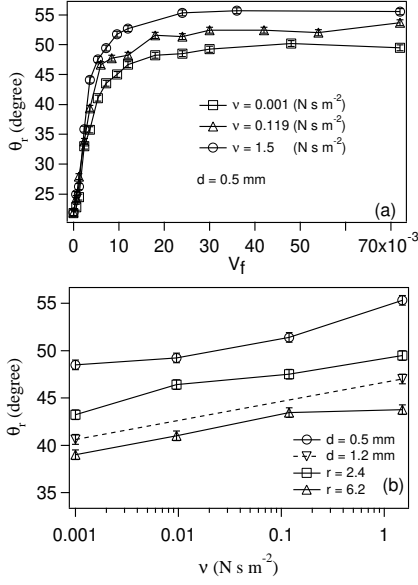 55
50
45
40
35
30
25
θr (degree)
ν = 0.001 (N s m-2)
ν = 0.119 (N s m-2)
ν = 1.5 (N s m-2)
d = 0.5 mm
(a)
0 10 20 30 40 50 70x10-3
Vf
55
50
45
40
35
θr (degree)
d = 0.5 mm
d = 1.2 mm
r = 2.4
r = 6.2
(b)
0.001 0.01 0.1 1
ν (N s m-2)